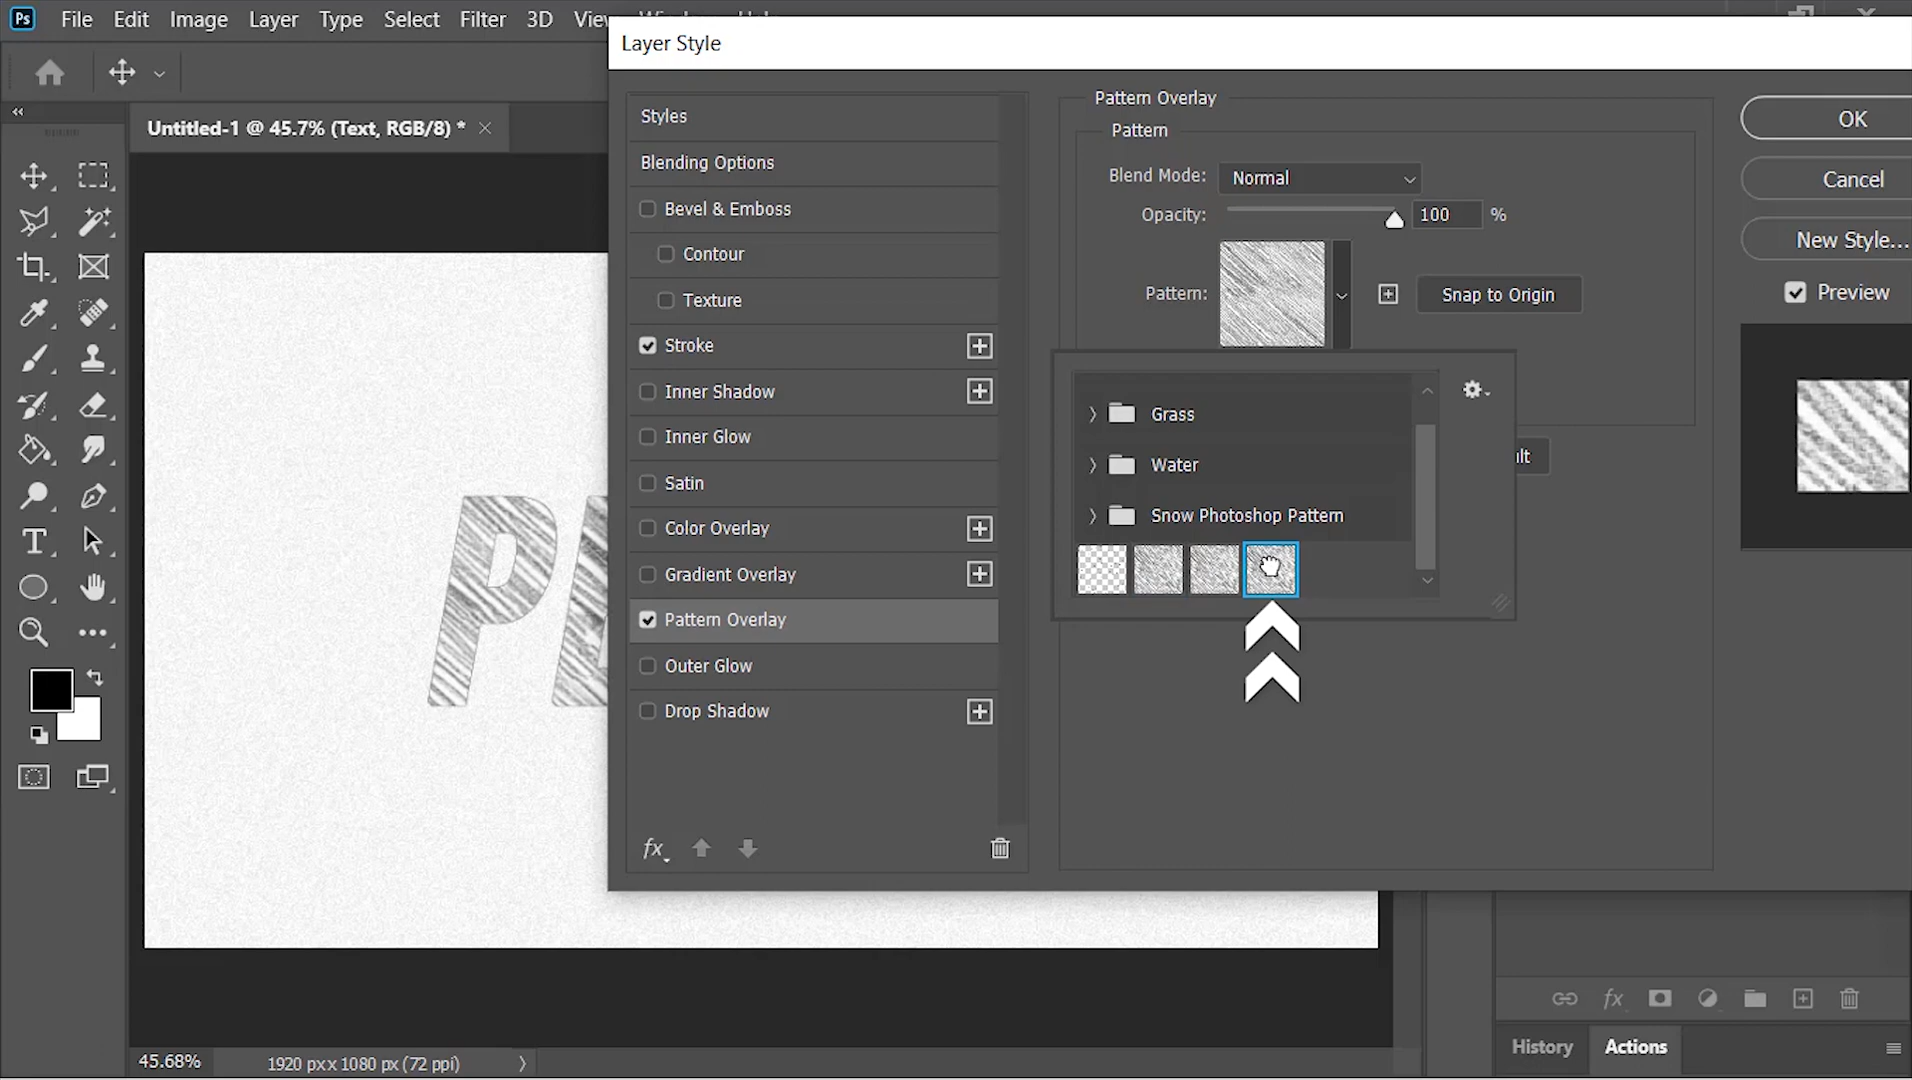 Ps File Edit Image Layer Type Select Filter 3D
Layer Style
Untitled-1 @ 45.7% (Text, RGB/8) *
Styles
Blending Options
Bevel & Emboss
Contour
Texture
Stroke
Inner Shadow
Inner Glow
Satin
Color Overlay
Gradient Overlay
Pattern Overlay
Outer Glow
Drop Shadow
fx
Pattern Overlay
Pattern
Blend Mode: Normal
Opacity: 100 %
Pattern: Snap to Origin
Grass
Water
Snow Photoshop Pattern
OK
Cancel
New Style...
Preview
P
T
fx
History Actions
45.68% 1920 px x 1080 px (72 ppi)